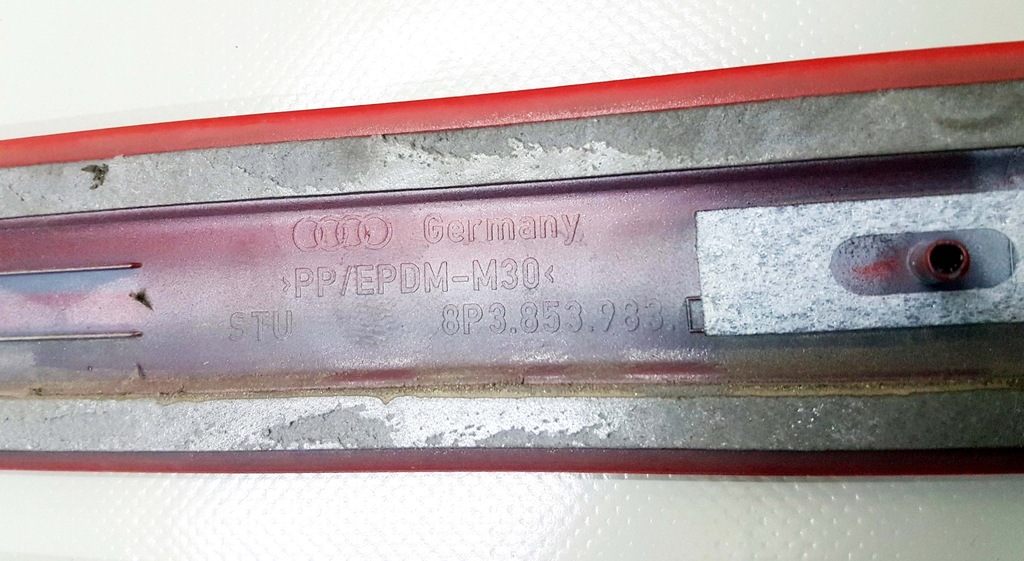 Germany
>PP/EPDM-M30<
STU 8P3.853.983.